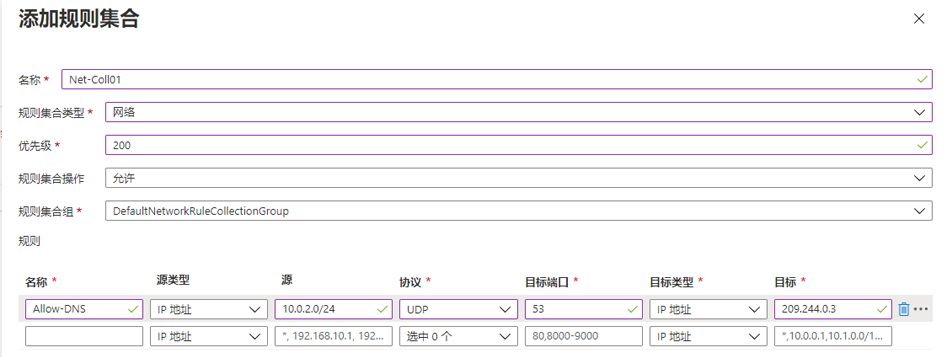 添加规则集合
名称 * Net-Coll01
规则集合类型 * 网络
优先级 * 200
规则集合操作 允许
规则集合组 * DefaultNetworkRuleCollectionGroup
规则
名称 * 源类型 源 协议 * 目标端口 * 目标类型 * 目标 *
Allow-DNS IP 地址 10.0.2.0/24 UDP 53 IP 地址 209.244.0.3
IP 地址 *, 192.168.10.1, 192... 选中 0 个 80,8000-9000 IP 地址 *,10.0.0.1,10.1.0.0/1...